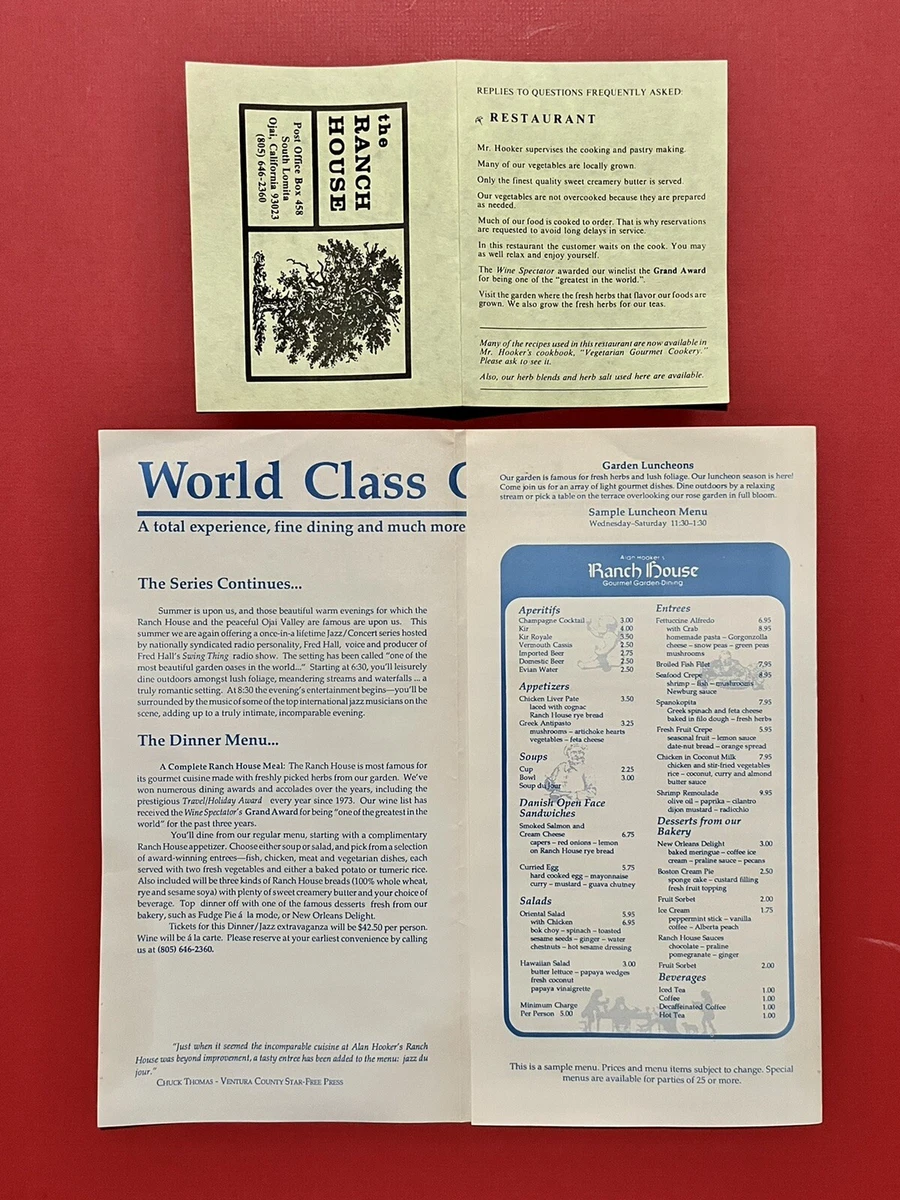 the
RANCH
HOUSE
Post Office Box 458
South Lomita
Ojai, California 93023
(805) 646-2360
REPLIES TO QUESTIONS FREQUENTLY ASKED:
RESTAURANT
Mr. Hooker supervises the cooking and pastry making.
Many of our vegetables are locally grown.
Only the finest quality sweet creamery butter is served.
Our vegetables are not overcooked because they are prepared
as needed.
Much of our food is cooked to order. That is why reservations
are requested to avoid long delays in service.
In this restaurant the customer waits on the cook. You may
as well relax and enjoy yourself.
The Wine Spectator awarded our winelist the Grand Award
for being one of the "greatest in the world.".
Visit the garden where the fresh herbs that flavor our foods are
grown. We also grow the fresh herbs for our teas.
Many of the recipes used in this restaurant are now available in
Mr. Hooker's cookbook, "Vegetarian Gourmet Cookery."
Please ask to see it.
Also, our herb blends and herb salt used here are available.
World Class
A total experience, fine dining and much more
The Series Continues...
Summer is upon us, and those beautiful warm evenings for which the
Ranch House and the peaceful Ojai Valley are famous are upon us. This
summer we are again offering a once-in-a lifetime Jazz/Concert series hosted
by nationally syndicated radio personality, Fred Hall, voice and producer of
Fred Hall's Swing Thing radio show. The setting has been called "one of the
most beautiful garden oases in the world..." Starting at 6:30, you'll leisurely
dine outdoors amongst lush foliage, meandering streams and waterfalls ... a
truly romantic setting. At 8:30 the evening's entertainment begins—you'll be
surrounded by the music of some of the top international jazz musicians on the
scene, adding up to a truly intimate, incomparable evening.
The Dinner Menu...
A Complete Ranch House Meal: The Ranch House is most famous for
its gourmet cuisine made with freshly picked herbs from our garden. We've
won numerous dining awards and accolades over the years, including the
prestigious Travel/Holiday Award every year since 1973. Our wine list has
received the Wine Spectator's Grand Award for being "one of the greatest in the
world" for the past three years.
You'll dine from our regular menu, starting with a complimentary
Ranch House appetizer. Choose either soup or salad, and pick from a selection
of award-winning entrees—fish, chicken, meat and vegetarian dishes, each
served with two fresh vegetables and either a baked potato or tumeric rice.
Also included will be three kinds of Ranch House breads (100% whole wheat,
rye and sesame soya) with plenty of sweet creamery butter and your choice of
beverage. Top dinner off with one of the famous desserts fresh from our
bakery, such as Fudge Pie á la mode, or New Orleans Delight.
Tickets for this Dinner/Jazz extravaganza will be $42.50 per person.
Wine will be á la carte. Please reserve at your earliest convenience by calling
us at (805) 646-2360.
"Just when it seemed the incomparable cuisine at Alan Hooker's Ranch
House was beyond improvement, a tasty entree has been added to the menu: jazz du
jour."
Chuck Thomas - Ventura County Star-Free Press
Garden Luncheons
Our garden is famous for fresh herbs and lush foliage. Our luncheon season is here!
Come join us for an array of light gourmet dishes. Dine outdoors by a relaxing
stream or pick a table on the terrace overlooking our rose garden in full bloom.
Sample Luncheon Menu
Wednesday–Saturday 11:30–1:30
Alan Hooker's
Ranch House
Gourmet Garden Dining
Aperitifs
Champagne Cocktail 3.00
Kir 4.00
Kir Royale 3.50
Vermouth Cassis 2.50
Imported Beer 2.75
Domestic Beer 2.50
Evian Water 2.50
Appetizers
Chicken Liver Pate 3.50
laced with cognac
Ranch House rye bread
Greek Antipasto 3.25
mushrooms – artichoke hearts
vegetables – feta cheese
Soups
Cup 2.25
Bowl 3.00
Soup du Jour
Danish Open Face
Sandwiches
Smoked Salmon and
Cream Cheese 6.75
capers – red onions – lemon
on Ranch House rye bread
Curried Egg 5.75
hard cooked egg – mayonnaise
curry – mustard – guava chutney
Salads
Oriental Salad 5.95
with Chicken 6.95
bok choy – spinach – toasted
sesame seeds – ginger – water
chestnuts – hot sesame dressing
Hawaiian Salad 3.00
butter lettuce – papaya wedges
fresh coconut
papaya vinaigrette
Minimum Charge
Per Person 5.00
Entrees
Fettuccine Alfredo 6.95
with Crab 8.95
homemade pasta – Gorgonzolla
cheese – snow peas – green peas
mushrooms
Broiled Fish Filet 7.95
Seafood Crepe 8.95
shrimp – fish – mushrooms
Newburg sauce
Spanokopita 7.95
Greek spinach and feta cheese
baked in filo dough – fresh herbs
Fresh Fruit Crepe 5.95
seasonal fruit – lemon sauce
date-nut bread – orange spread
Chicken in Coconut Milk 7.95
chicken and stir-fried vegetables
rice – coconut, curry and almond
butter sauce
Shrimp Remoulade 9.95
olive oil – paprika – cilantro
dijon mustard – radicchio
Desserts from our
Bakery
New Orleans Delight 3.00
baked meringue – coffee ice
cream – praline sauce – pecans
Boston Cream Pie 2.50
sponge cake – custard filling
fresh fruit topping
Fruit Sorbet 2.00
Ice Cream 1.75
peppermint stick – vanilla
coffee – Alberta peach
Ranch House Sauces
chocolate – praline
pomegranate – ginger
Fruit Sorbet 2.00
Beverages
Iced Tea 1.00
Coffee 1.00
Decaffeinated Coffee 1.00
Hot Tea 1.00
This is a sample menu. Prices and menu items subject to change. Special
menus are available for parties of 25 or more.